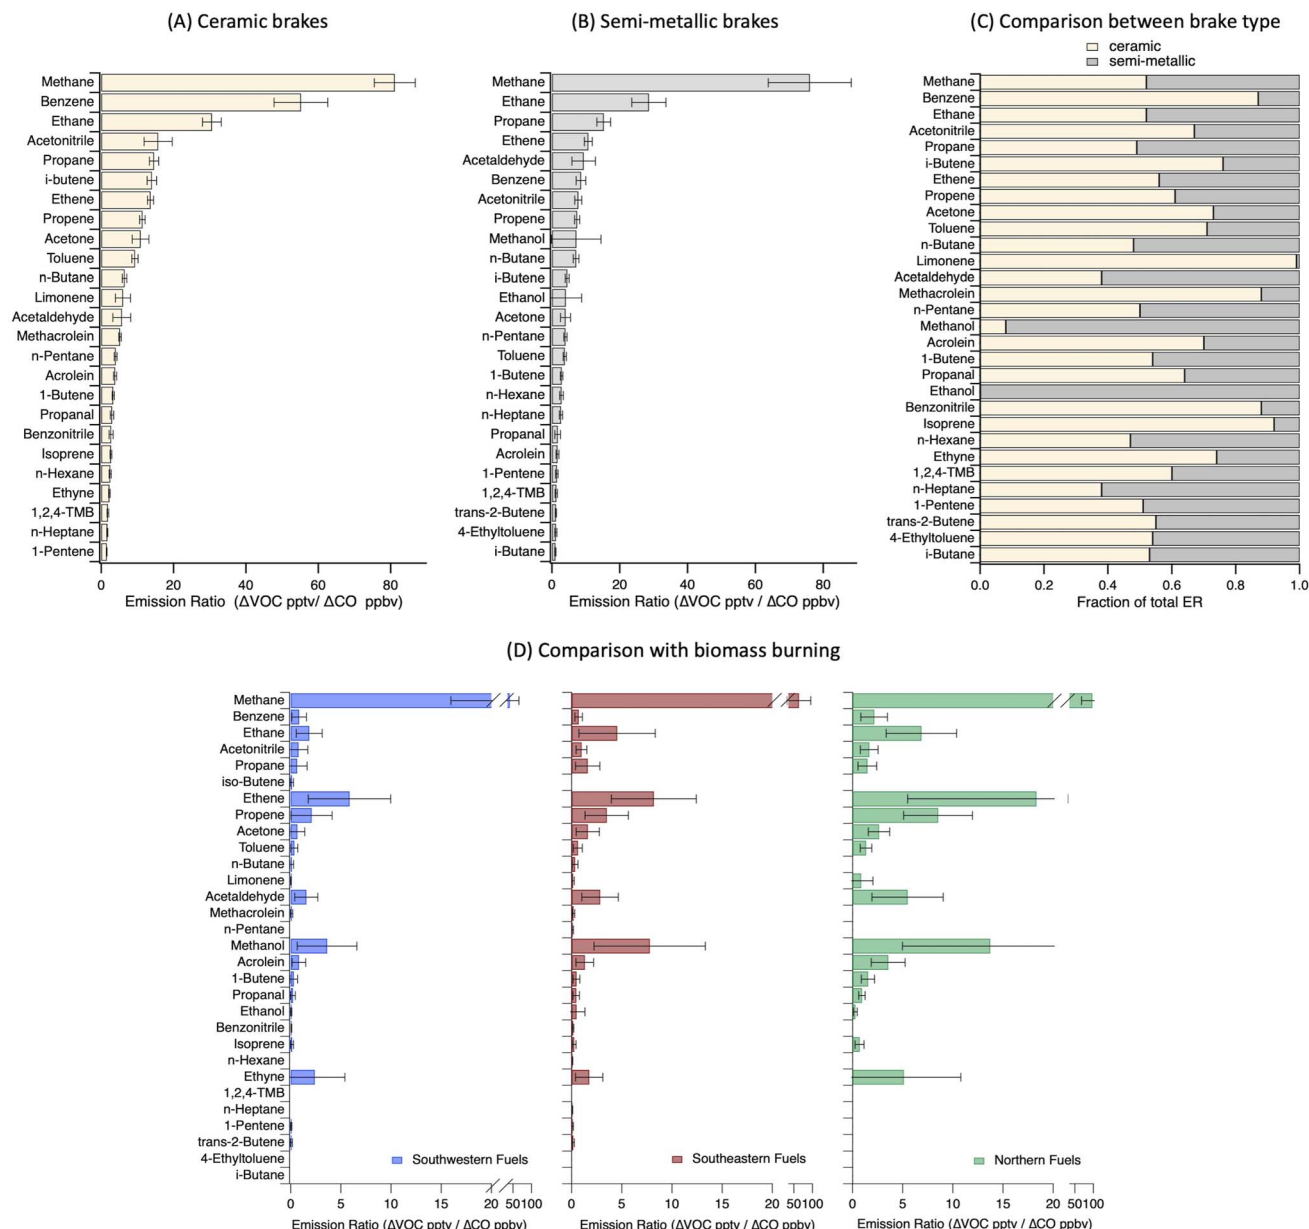 (A) Ceramic brakes
Methane
Benzene
Ethane
Acetonitrile
Propane
i-butene
Ethene
Propene
Acetone
Toluene
n-Butane
Limonene
Acetaldehyde
Methacrolein
n-Pentane
Acrolein
1-Butene
Propanal
Benzonitrile
Isoprene
n-Hexane
Ethyne
1,2,4-TMB
n-Heptane
1-Pentene
0 20 40 60 80
Emission Ratio (ΔVOC pptv/ ΔCO ppbv)
(B) Semi-metallic brakes
Methane
Ethane
Propane
Ethene
Acetaldehyde
Benzene
Acetonitrile
Propene
Methanol
n-Butane
i-Butene
Ethanol
Acetone
n-Pentane
Toluene
1-Butene
n-Hexane
n-Heptane
Propanal
Acrolein
1-Pentene
1,2,4-TMB
trans-2-Butene
4-Ethyltoluene
i-Butane
0 20 40 60 80
Emission Ratio (ΔVOC pptv/ ΔCO ppbv)
(C) Comparison between brake type
ceramic
semi-metallic
Methane
Benzene
Ethane
Acetonitrile
Propane
i-Butene
Ethene
Propene
Acetone
Toluene
n-Butane
Limonene
Acetaldehyde
Methacrolein
n-Pentane
Methanol
Acrolein
1-Butene
Propanal
Ethanol
Benzonitrile
Isoprene
n-Hexane
Ethyne
1,2,4-TMB
n-Heptane
1-Pentene
trans-2-Butene
4-Ethyltoluene
i-Butane
0.0 0.2 0.4 0.6 0.8 1.0
Fraction of total ER
(D) Comparison with biomass burning
Methane
Benzene
Ethane
Acetonitrile
Propane
iso-Butene
Ethene
Propene
Acetone
Toluene
n-Butane
Limonene
Acetaldehyde
Methacrolein
n-Pentane
Methanol
Acrolein
1-Butene
Propanal
Ethanol
Benzonitrile
Isoprene
n-Hexane
Ethyne
1,2,4-TMB
n-Heptane
1-Pentene
trans-2-Butene
4-Ethyltoluene
i-Butane
Southwestern Fuels
0 5 10 15 20 50 100
Emission Ratio (ΔVOC pptv / ΔCO ppbv)
Southeastern Fuels
0 5 10 15 20 50 100
Emission Ratio (ΔVOC pptv / ΔCO ppbv)
Northern Fuels
0 5 10 15 20 50 100
Emission Ratio (ΔVOC pptv / ΔCO ppbv)